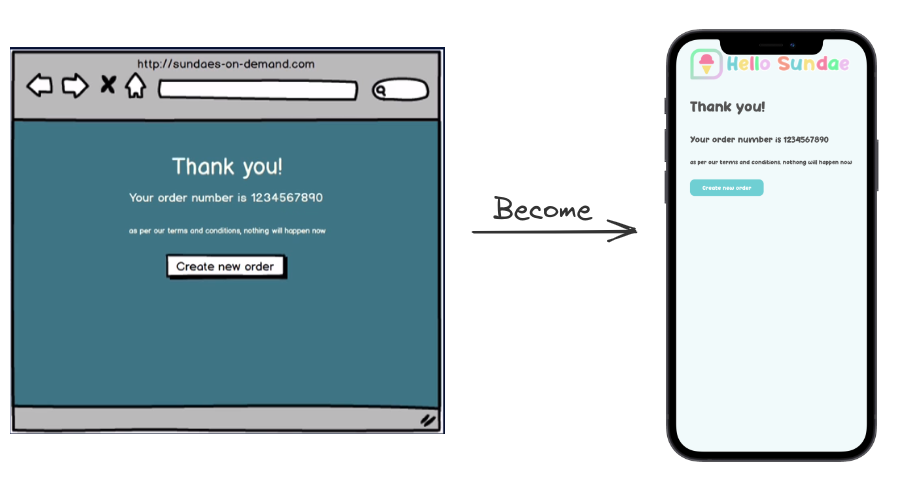 http://sundaes-on-demand.com
Thank you!
Your order number is 1234567890
as per our terms and conditions, nothing will happen now
Create new order
Become
Hello Sundae
Thank you!
Your order number is 1234567890
as per our terms and conditions, nothong will happen now
Create new order